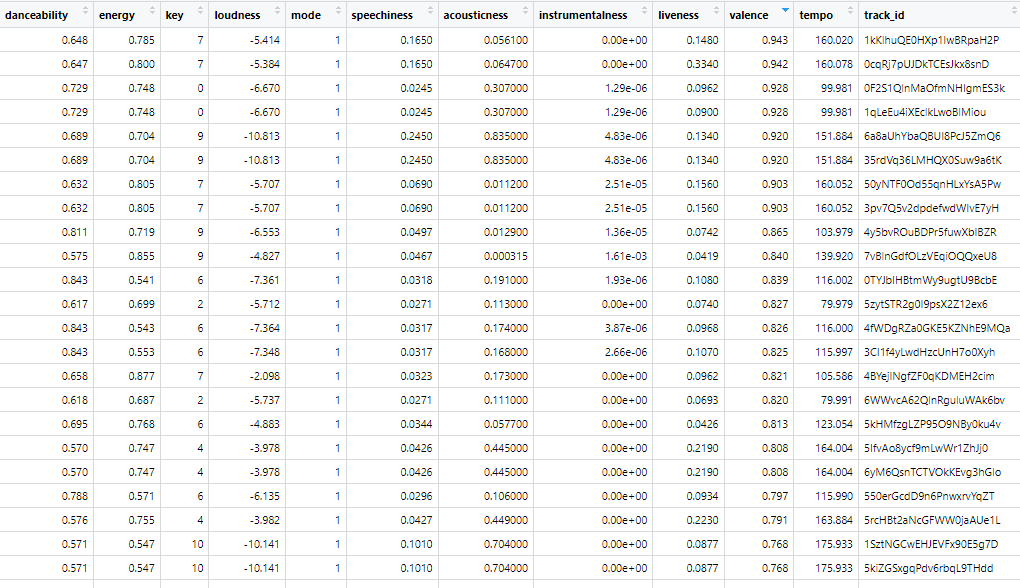 danceability energy key loudness mode speechiness acousticness instrumentalness liveness valence tempo track_id
0.648 0.785 7 -5.414 1 0.1650 0.056100 0.00e+00 0.1480 0.943 160.020 1kKlhuQE0HXp1lwBRpaH2P
0.647 0.800 7 -5.384 1 0.1650 0.064700 0.00e+00 0.3340 0.942 160.078 0cqRj7pUJDkTCEsJkx8snD
0.729 0.748 0 -6.670 1 0.0245 0.307000 1.29e-06 0.0962 0.928 99.981 0F2S1QlnMaOfmNHlgmES3k
0.729 0.748 0 -6.670 1 0.0245 0.307000 1.29e-06 0.0900 0.928 99.981 1qLeEu4iXEclkLwoBlMiou
0.689 0.704 9 -10.813 1 0.2450 0.835000 4.83e-06 0.1340 0.920 151.884 6a8aUhYbaQBUl8PcJ5ZmQ6
0.689 0.704 9 -10.813 1 0.2450 0.835000 4.83e-06 0.1340 0.920 151.884 35rdVq36LMHQX0Suw9a6tK
0.632 0.805 7 -5.707 1 0.0690 0.011200 2.51e-05 0.1560 0.903 160.052 50yNTF0Od55qnHLxYsA5Pw
0.632 0.805 7 -5.707 1 0.0690 0.011200 2.51e-05 0.1560 0.903 160.052 3pv7Q5v2dpdefwdWIvE7yH
0.811 0.719 9 -6.553 1 0.0497 0.012900 1.36e-05 0.0742 0.865 103.979 4y5bvROuBDPr5fuwXbIBZR
0.575 0.855 9 -4.827 1 0.0467 0.000315 1.61e-03 0.0419 0.840 139.920 7vBlnGdfOLzVEqiOQQxeU8
0.843 0.541 6 -7.361 1 0.0318 0.191000 1.93e-06 0.1080 0.839 116.002 0TYJbIHBtmWy9ugtU9BcbE
0.617 0.699 2 -5.712 1 0.0271 0.113000 0.00e+00 0.0740 0.827 79.979 5zytSTR2g0I9psX2Z12ex6
0.843 0.543 6 -7.364 1 0.0317 0.174000 3.87e-06 0.0968 0.826 116.000 4fWDgRZa0GKE5KZNhE9MQa
0.843 0.553 6 -7.348 1 0.0317 0.168000 2.66e-06 0.1070 0.825 115.997 3Cl1f4yLwdHzcUnH7o0Xyh
0.658 0.877 7 -2.098 1 0.0323 0.173000 0.00e+00 0.0962 0.821 105.586 4BYejiNgfZF0qKDMEH2cim
0.618 0.687 2 -5.737 1 0.0271 0.111000 0.00e+00 0.0693 0.820 79.991 6WWvcA62QlnRguluWAk6bv
0.695 0.768 6 -4.883 1 0.0344 0.057700 0.00e+00 0.0426 0.813 123.054 5kHMfzgLZP95O9NBy0ku4v
0.570 0.747 4 -3.978 1 0.0426 0.445000 0.00e+00 0.2190 0.808 164.004 5IfvAo8ycf9mLwWr1ZhJj0
0.570 0.747 4 -3.978 1 0.0426 0.445000 0.00e+00 0.2190 0.808 164.004 6yM6QsnTCTVOkKEvg3hGio
0.788 0.571 6 -6.135 1 0.0296 0.106000 0.00e+00 0.0934 0.797 115.990 550erGcdD9n6PnwxrvYqZT
0.576 0.755 4 -3.982 1 0.0427 0.449000 0.00e+00 0.2230 0.791 163.884 5rcHBt2aNcGFWW0jaAUe1L
0.571 0.547 10 -10.141 1 0.1010 0.704000 0.00e+00 0.0877 0.768 175.933 1SztNGCwEHJEVFx90E5g7D
0.571 0.547 10 -10.141 1 0.1010 0.704000 0.00e+00 0.0877 0.768 175.933 5klZGSxgqPdv6rbqL9THdd